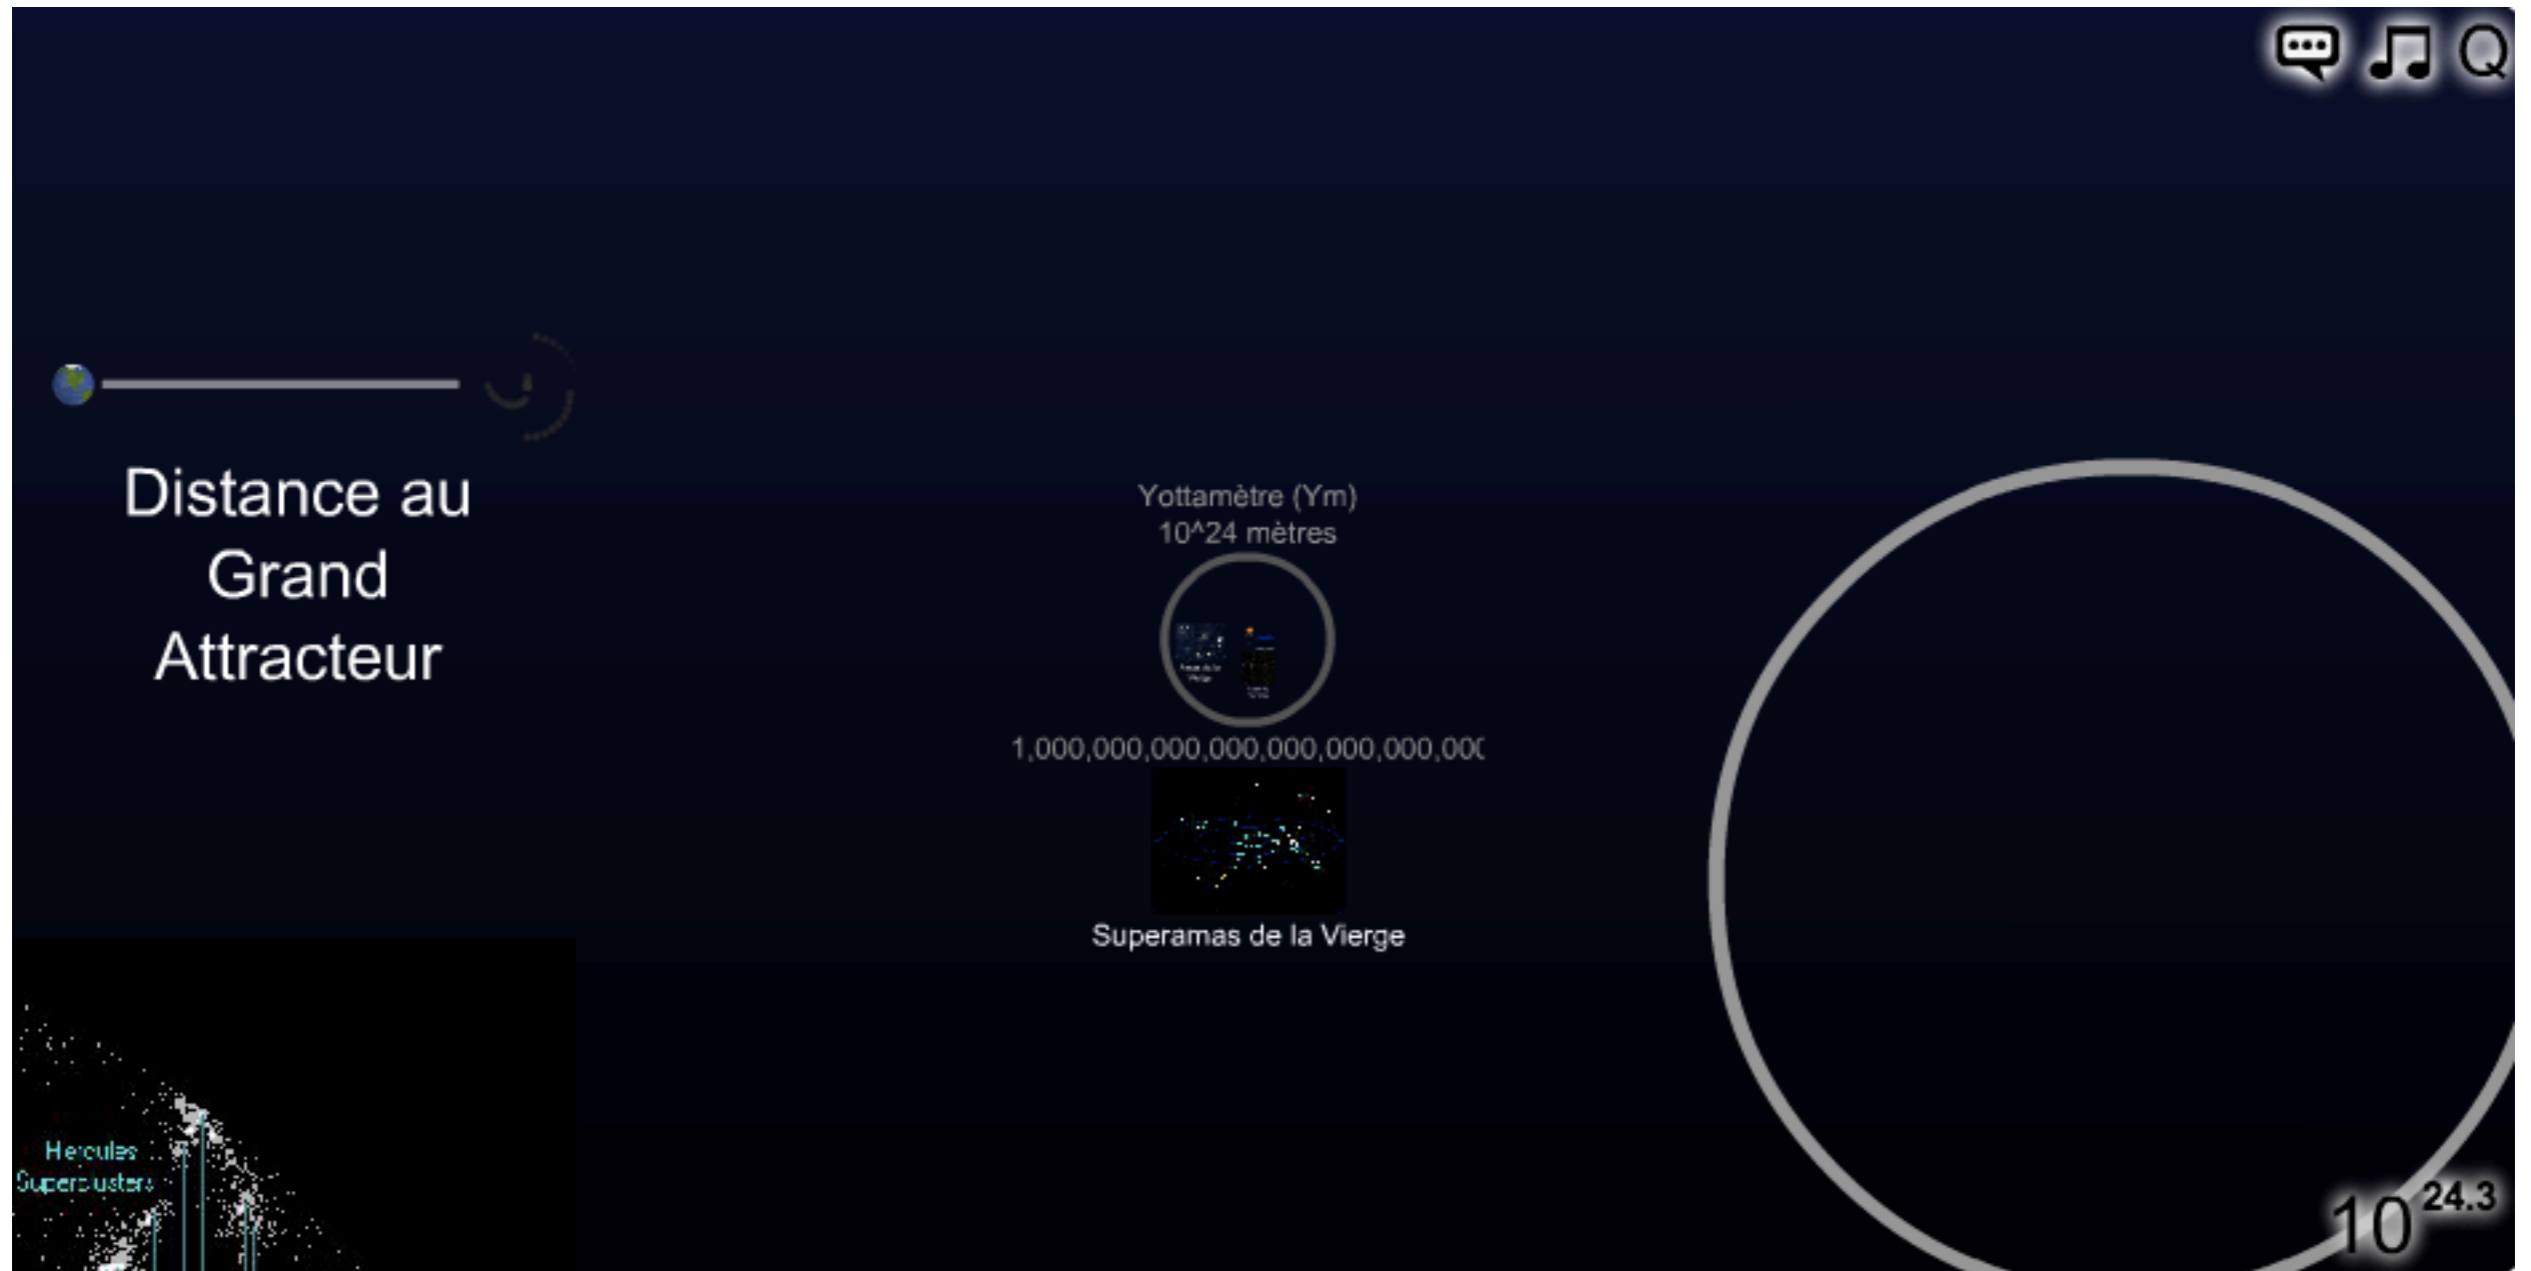 Q
Distance au
Grand
Attracteur
Yottamètre (Ym)
10^24 mètres
1,000,000,000,000,000,000,000,00
Superamas de la Vierge
Hercules
Superclusters
10 24.3